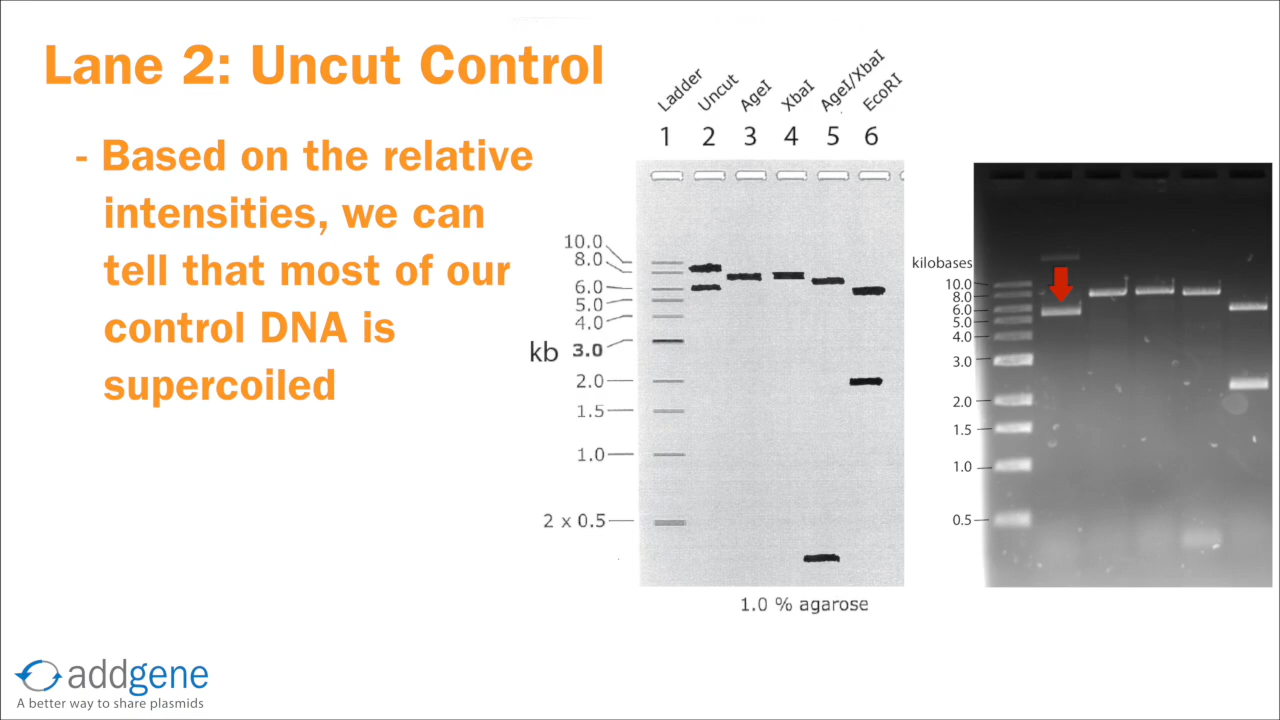 Lane 2: Uncut Control
- Based on the relative
intensities, we can
tell that most of our
control DNA is
supercoiled
Ladder
Uncut
AgeI
XbaI
AgeI/XbaI
EcoRI
1 2 3 4 5 6
10.0
8.0
6.0
5.0
4.0
kb 3.0
2.0
1.5
1.0
2 x 0.5
1.0 % agarose
kilobases
10.0
8.0
6.0
5.0
4.0
3.0
2.0
1.5
1.0
0.5
addgene
A better way to share plasmids